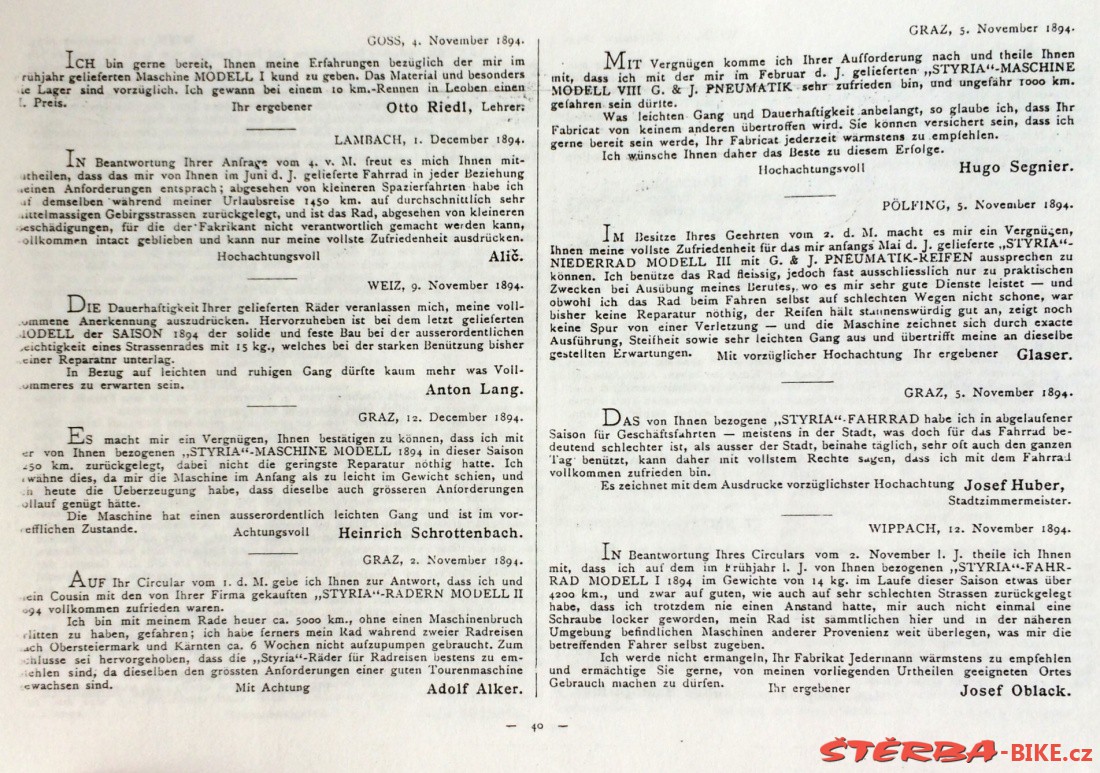 GOSS, 4. November 1894.
ICH bin gerne bereit, Ihnen meine Erfahrungen bezüglich der mir im
ruhjahr gelieferten Maschine MODELL I kund zu geben. Das Material und besonders
Lager sind vorzüglich. Ich gewann bei einem 10 km.-Rennen in Leoben einen
Preis. Ihr ergebener Otto Riedl, Lehrer.
LAMBACH, 1. December 1894.
IN Beantwortung Ihrer Anfrage vom 4. v. M. freut es mich Ihnen mit-
theilen, dass das mir von Ihnen im Juni d. J. gelieferte Fahrrad in jeder Beziehung
einen Anforderungen entsprach; abgesehen von kleineren Spazierfahrten habe ich
f demselben während meiner Urlaubsreise 1450 km. auf durchschnittlich sehr
ittelmassigen Gebirgsstrassen zurückgelegt, und ist das Rad, abgesehen von kleineren
eschädigungen, für die der Fakrikant nicht verantwortlich gemacht werden kann,
ollkommen intact geblieben und kann nur meine vollste Zufriedenheit ausdrücken.
Hochachtungsvoll Alič.
WEIZ, 9. November 1894.
DIE Dauerhaftigkeit Ihrer gelieferten Räder veranlassen mich, meine voll-
ommene Anerkennung auszudrücken. Hervorzuheben ist bei dem letzt gelieferten
IODELL der SAISON 1894 der solide und feste Bau bei der ausserordentlichen
eichtigkeit eines Strassenrades mit 15 kg., welches bei der starken Benützung bisher
einer Reparatnr unterlag.
In Bezug auf leichten und ruhigen Gang dürfte kaum mehr was Voll-
ommeres zu erwarten sein. Anton Lang.
GRAZ, 12. December 1894.
ES macht mir ein Vergnügen, Ihnen bestätigen zu können, dass ich mit
er von Ihnen bezogenen „STYRIA“-MASCHINE MODELL 1894 in dieser Saison
250 km. zurückgelegt, dabei nicht die geringste Reparatur nöthig hatte. Ich
wähne dies, da mir die Maschine im Anfang als zu leicht im Gewicht schien, und
h heute die Ueberzeugung habe, dass dieselbe auch grösseren Anforderungen
ollauf genügt hätte.
Die Maschine hat einen ausserordentlich leichten Gang und ist im vor-
efflichen Zustande. Achtungsvoll Heinrich Schrottenbach.
GRAZ, 2. November 1894.
AUF Ihr Circular vom 1. d. M. gebe ich Ihnen zur Antwort, dass ich und
ein Cousin mit den von Ihrer Firma gekauften „STYRIA“-RADERN MODELL II
894 vollkommen zufrieden waren.
Ich bin mit meinem Rade heuer ca. 5000 km., ohne einen Maschinenbruch
litten zu haben, gefahren; ich habe ferners mein Rad wahrend zweier Radreisen
ach Obersteiermark und Kärnten ca. 6 Wochen nicht aufzupumpen gebraucht. Zum
chlusse sei hervorgehoben, dass die „Styria“-Räder für Radreisen bestens zu em-
ehlen sind, da dieselben den grössten Anforderungen einer guten Tourenmaschine
ewachsen sind. Mit Achtung Adolf Alker.
GRAZ, 5. November 1894.
MIT Vergnügen komme ich Ihrer Aufforderung nach und theile Ihnen
mit, dass ich mit der mir im Februar d. J. gelieferten „STYRIA“-MASCHINE
MODELL VIII G. & J. PNEUMATIK sehr zufrieden bin, und ungefähr 1000 km.
gefahren sein dürfte.
Was leichten Gang und Dauerhaftigkeit anbelangt, so glaube ich, dass Ihr
Fabricat von keinem anderen übertroffen wird. Sie können versichert sein, dass ich
gerne bereit sein werde, Ihr Fabricat jederzeit wärmstens zu empfehlen.
Ich wünsche Ihnen daher das Beste zu diesem Erfolge.
Hochachtungsvoll Hugo Segnier.
PÖLFING, 5. November 1894.
IM Besitze Ihres Geehrten vom 2. d. M. macht es mir ein Vergnügen,
Ihnen meine vollste Zufriedenheit für das mir anfangs Mai d. J. gelieferte „STYRIA“-
NIEDERRAD MODELL III mit G. & J. PNEUMATIK-REIFEN aussprechen zu
können. Ich benütze das Rad fleissig, jedoch fast ausschliesslich nur zu praktischen
Zwecken bei Ausübung meines Berufes, wo es mir sehr gute Dienste leistet — und
obwohl ich das Rad beim Fahren selbst auf schlechten Wegen nicht schone, war
bisher keine Reparatur nöthig, der Reifen hält staunenswürdig gut an, zeigt noch
keine Spur von einer Verletzung — und die Maschine zeichnet sich durch exacte
Ausführung, Steifheit sowie sehr leichten Gang aus und übertrifft meine an dieselbe
gestellten Erwartungen. Mit vorzüglicher Hochachtung Ihr ergebener Glaser.
GRAZ, 5. November 1894.
DAS von Ihnen bezogene „STYRIA“-FAHRRAD habe ich in abgelaufener
Saison für Geschäftsfahrten — meistens in der Stadt, was doch für das Fahrrad be-
deutend schlechter ist, als ausser der Stadt, beinahe täglich, sehr oft auch den ganzen
Tag benützt, kann daher mit vollstem Rechte sagen, dass ich mit dem Fahrrad
vollkommen zufrieden bin.
Es zeichnet mit dem Ausdrucke vorzüglichster Hochachtung Josef Huber,
Stadtzimmermeister.
WIPPACH, 12. November 1894.
IN Beantwortung Ihres Circulars vom 2. November l. J. theile ich Ihnen
mit, dass ich auf dem im Frühjahr l. J. von Ihnen bezogenen „STYRIA“-FAHR-
RAD MODELL I 1894 im Gewichte von 14 kg. im Laufe dieser Saison etwas über
4200 km., und zwar auf guten, wie auch auf sehr schlechten Strassen zurückgelegt
habe, dass ich trotzdem nie einen Anstand hatte, mir auch nicht einmal eine
Schraube locker geworden, mein Rad ist sammtlichen hier und in der näheren
Umgebung befindlichen Maschinen anderer Provenienz weit überlegen, was mir die
betreffenden Fahrer selbst zugeben.
Ich werde nicht ermangeln, Ihr Fabrikat Jedermann wärmstens zu empfehlen
und ermächtige Sie gerne, von meinen vorliegenden Urtheilen geeigneten Ortes
Gebrauch machen zu dürfen. Ihr ergebener Josef Oblack.
— 40 —
ŠTĚRBA-BIKE.cz